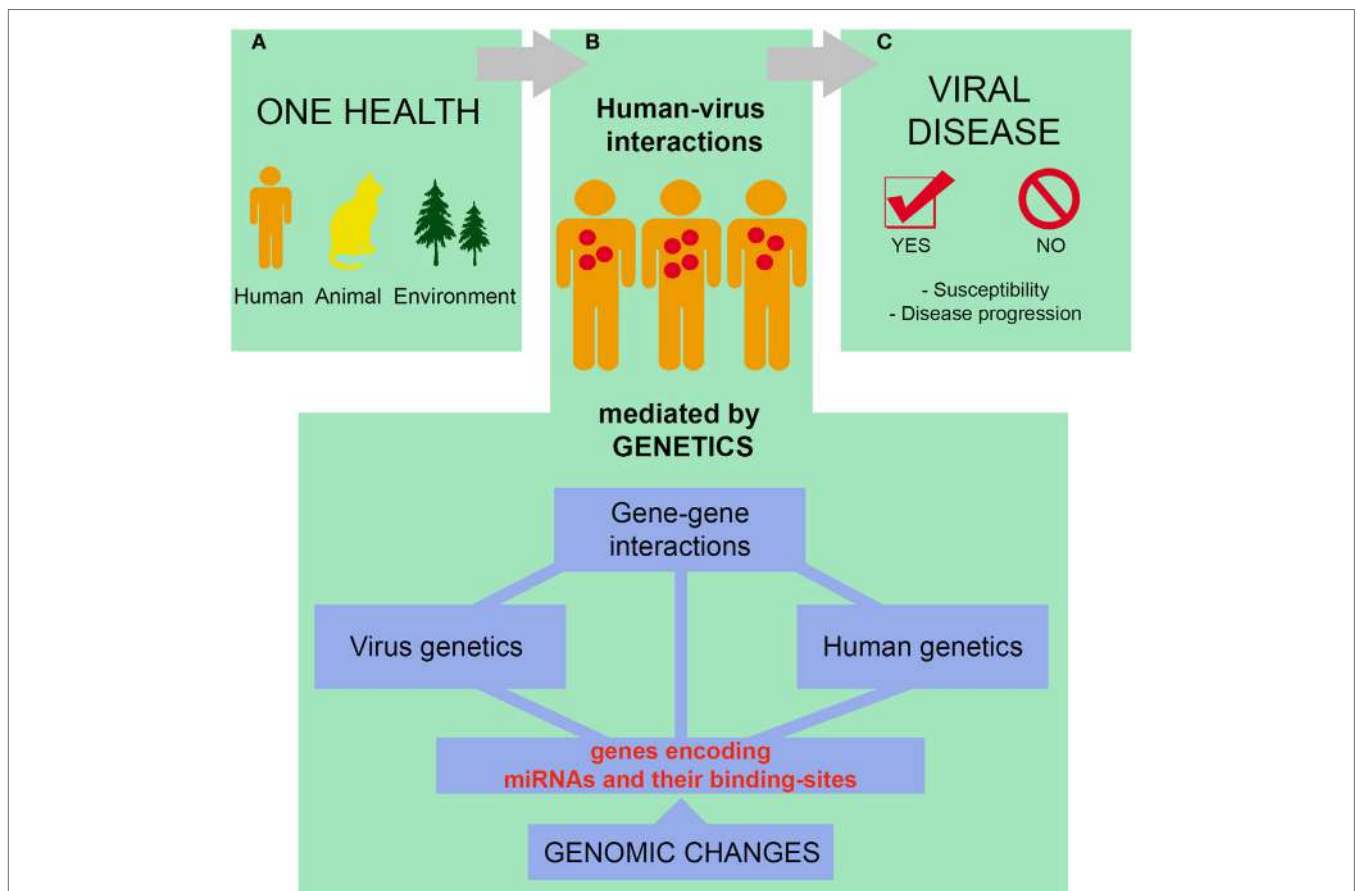 A
ONE HEALTH
Human Animal Environment
B
Human-virus
interactions
mediated by
GENETICS
C
VIRAL
DISEASE
YES NO
- Susceptibility
- Disease progression
Gene-gene
interactions
Virus genetics
Human genetics
genes encoding
miRNAs and their binding-sites
GENOMIC CHANGES